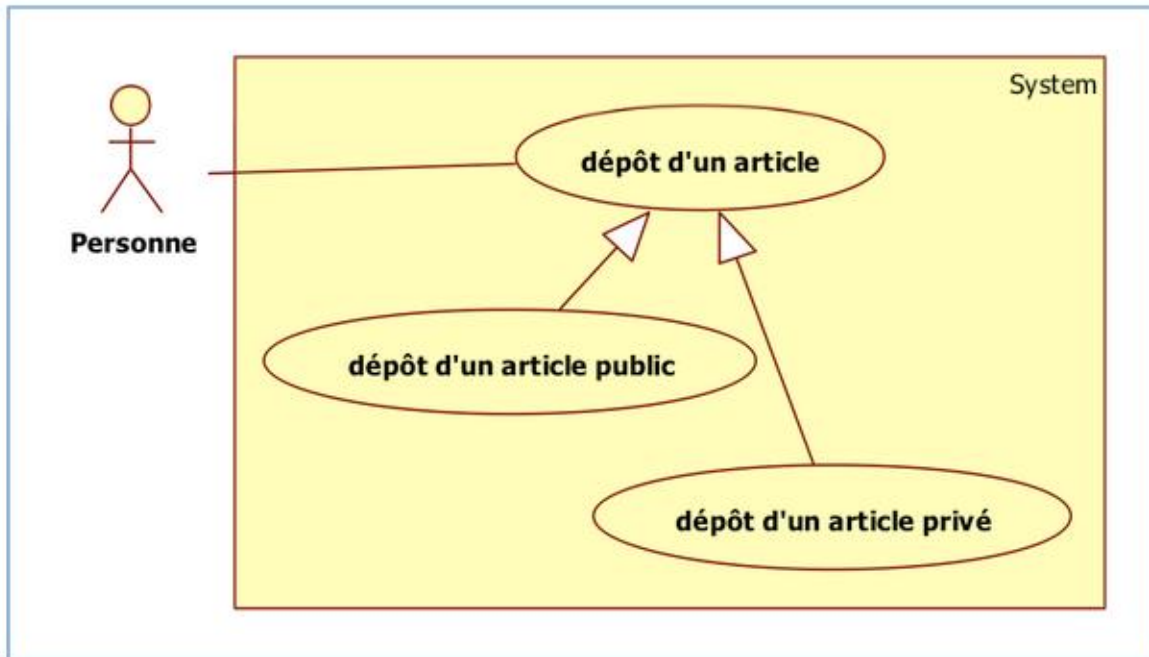 System
dépôt d'un article
Personne
dépôt d'un article public
dépôt d'un article privé